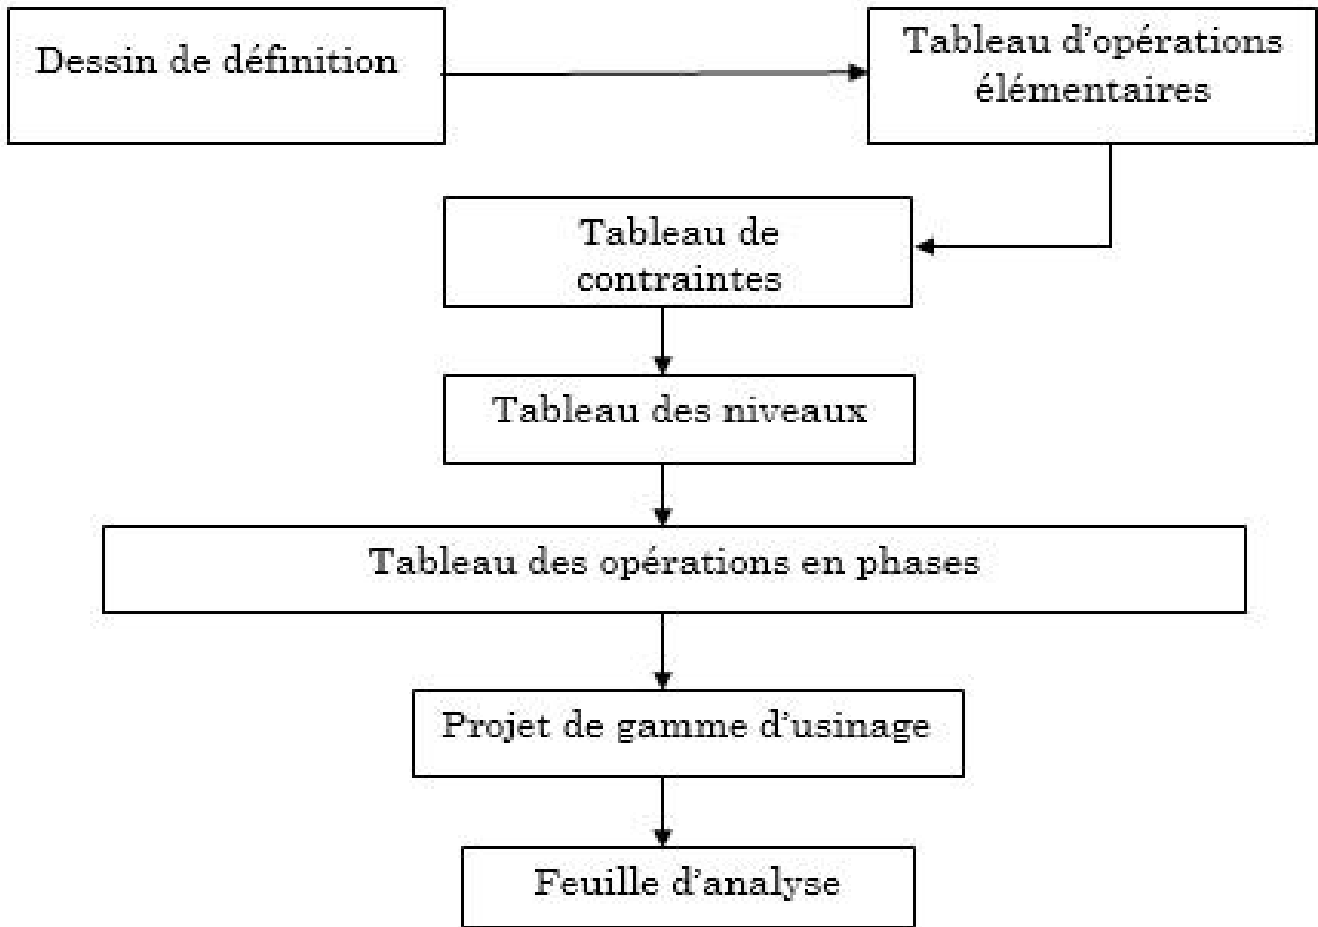 Dessin de définition
Tableau d'opérations
élémentaires
Tableau de
contraintes
Tableau des niveaux
Tableau des opérations en phases
Projet de gamme d'usinage
Feuille d'analyse